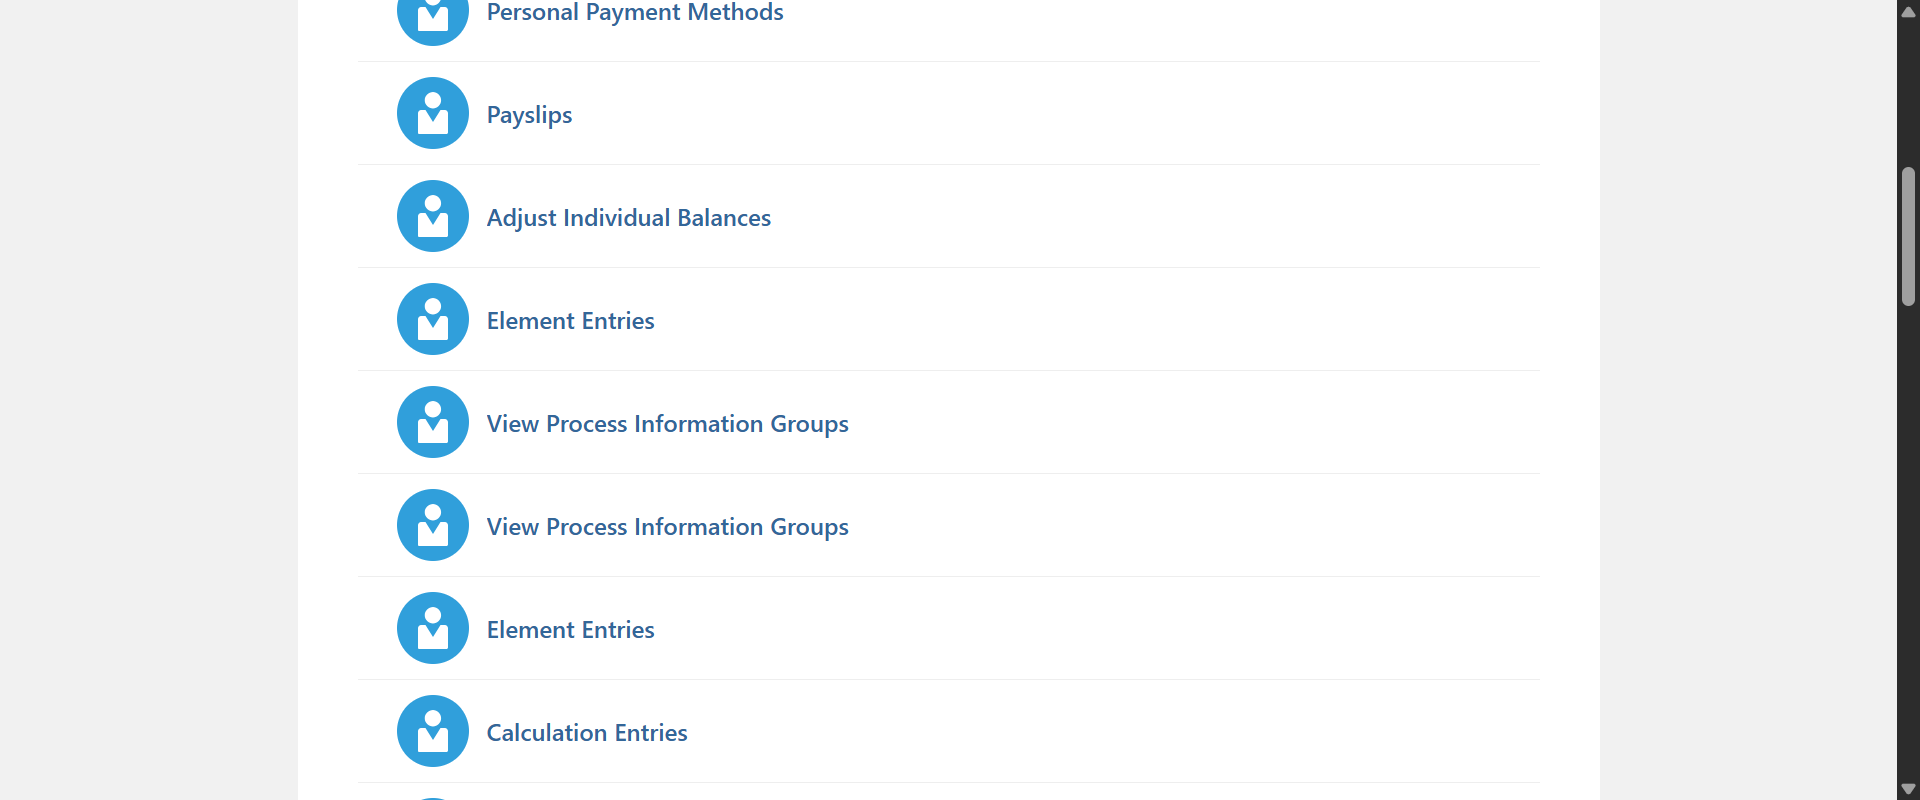 Personal Payment Methods
Payslips
Adjust Individual Balances
Element Entries
View Process Information Groups
View Process Information Groups
Element Entries
Calculation Entries